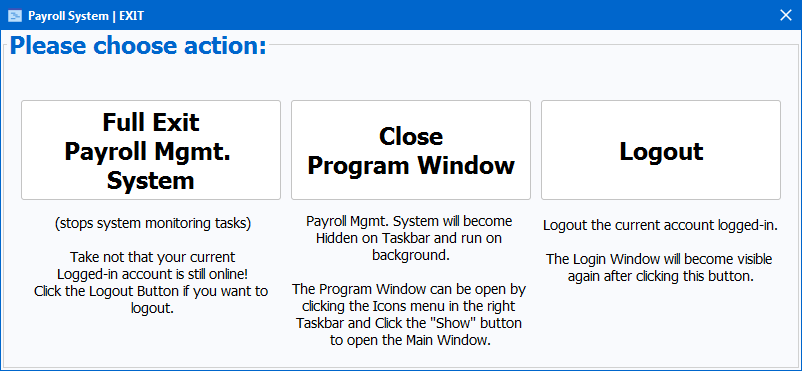 Payroll System | EXIT
Please choose action:
Full Exit
Payroll Mgmt.
System
(stops system monitoring tasks)
Take not that your current
Logged-in account is still online!
Click the Logout Button if you want to
logout.
Close
Program Window
Payroll Mgmt. System will become
Hidden on Taskbar and run on
background.
The Program Window can be open by
clicking the Icons menu in the right
Taskbar and Click the "Show" button
to open the Main Window.
Logout
Logout the current account logged-in.
The Login Window will become visible
again after clicking this button.